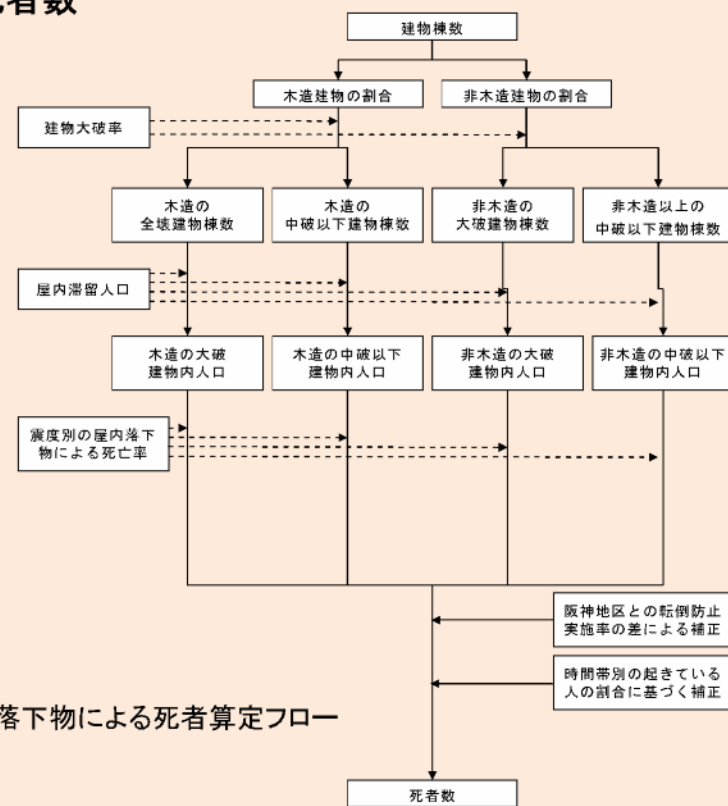 者数
建物棟数
木造建物の割合
非木造建物の割合
建物大破率
木造の
全壊建物棟数
木造の
中破以下建物棟数
非木造の
大破建物棟数
非木造以上の
中破以下建物棟数
屋内滞留人口
木造の大破
建物内人口
木造の中破以下
建物内人口
非木造の大破
建物内人口
非木造の中破以下
建物内人口
震度別の屋内落下
物による死亡率
阪神地区との転倒防止
実施率の差による補正
時間帯別の起きている
人の割合に基づく補正
落下物による死者算定フロー
死者数